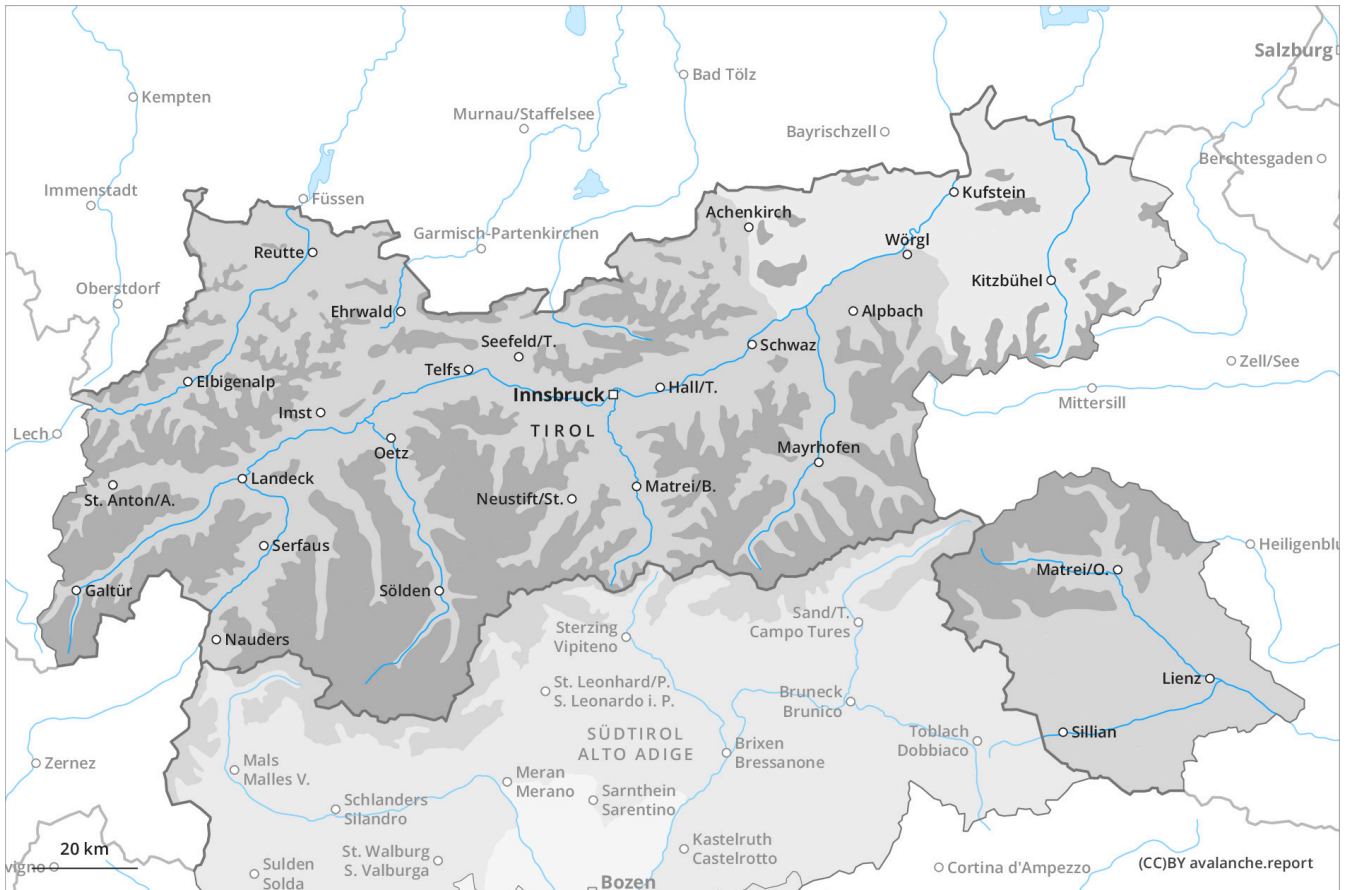 Salzburg
Bad Tölz
Kempten
Murnau/Staffelsee
Bayrischzell
Berchtesgaden
Immenstadt
Füssen
Kufstein
Achenkirch
Garmisch-Partenkirchen
Wörgl
Reutte
Kitzbühel
Oberstdorf
Ehrwald
Alpbach
Seefeld/T.
Schwaz
Zell/See
Telfs
Elbigenalp
Hall/T.
Innsbruck
Mittersill
Imst
TIROL
Lech
Oetz
Mayrhofen
Landeck
Matrei/B.
St. Anton/A.
Neustift/St.
Serfaus
Heiligenblu
Matrei/O.
Galtür
Sölden
Sand/T.
Campo Tures
Sterzing
Vipiteno
Nauders
Lienz
St. Leonhard/P.
S. Leonardo i. P.
Bruneck
Brunico
SÜDTIROL
ALTO ADIGE
Toblach
Dobbiaco
Sillian
Brixen
Bressanone
Zernez
Mals
Malles V.
Meran
Merano
Sarnthein
Sarentino
Schlanders
Silandro
Kastelruth
Castelrotto
20 km
St. Walburg
S. Valburga
vigno
Sulden
Solda
Cortina d'Ampezzo
(CC)BY avalanche.report
Bozen